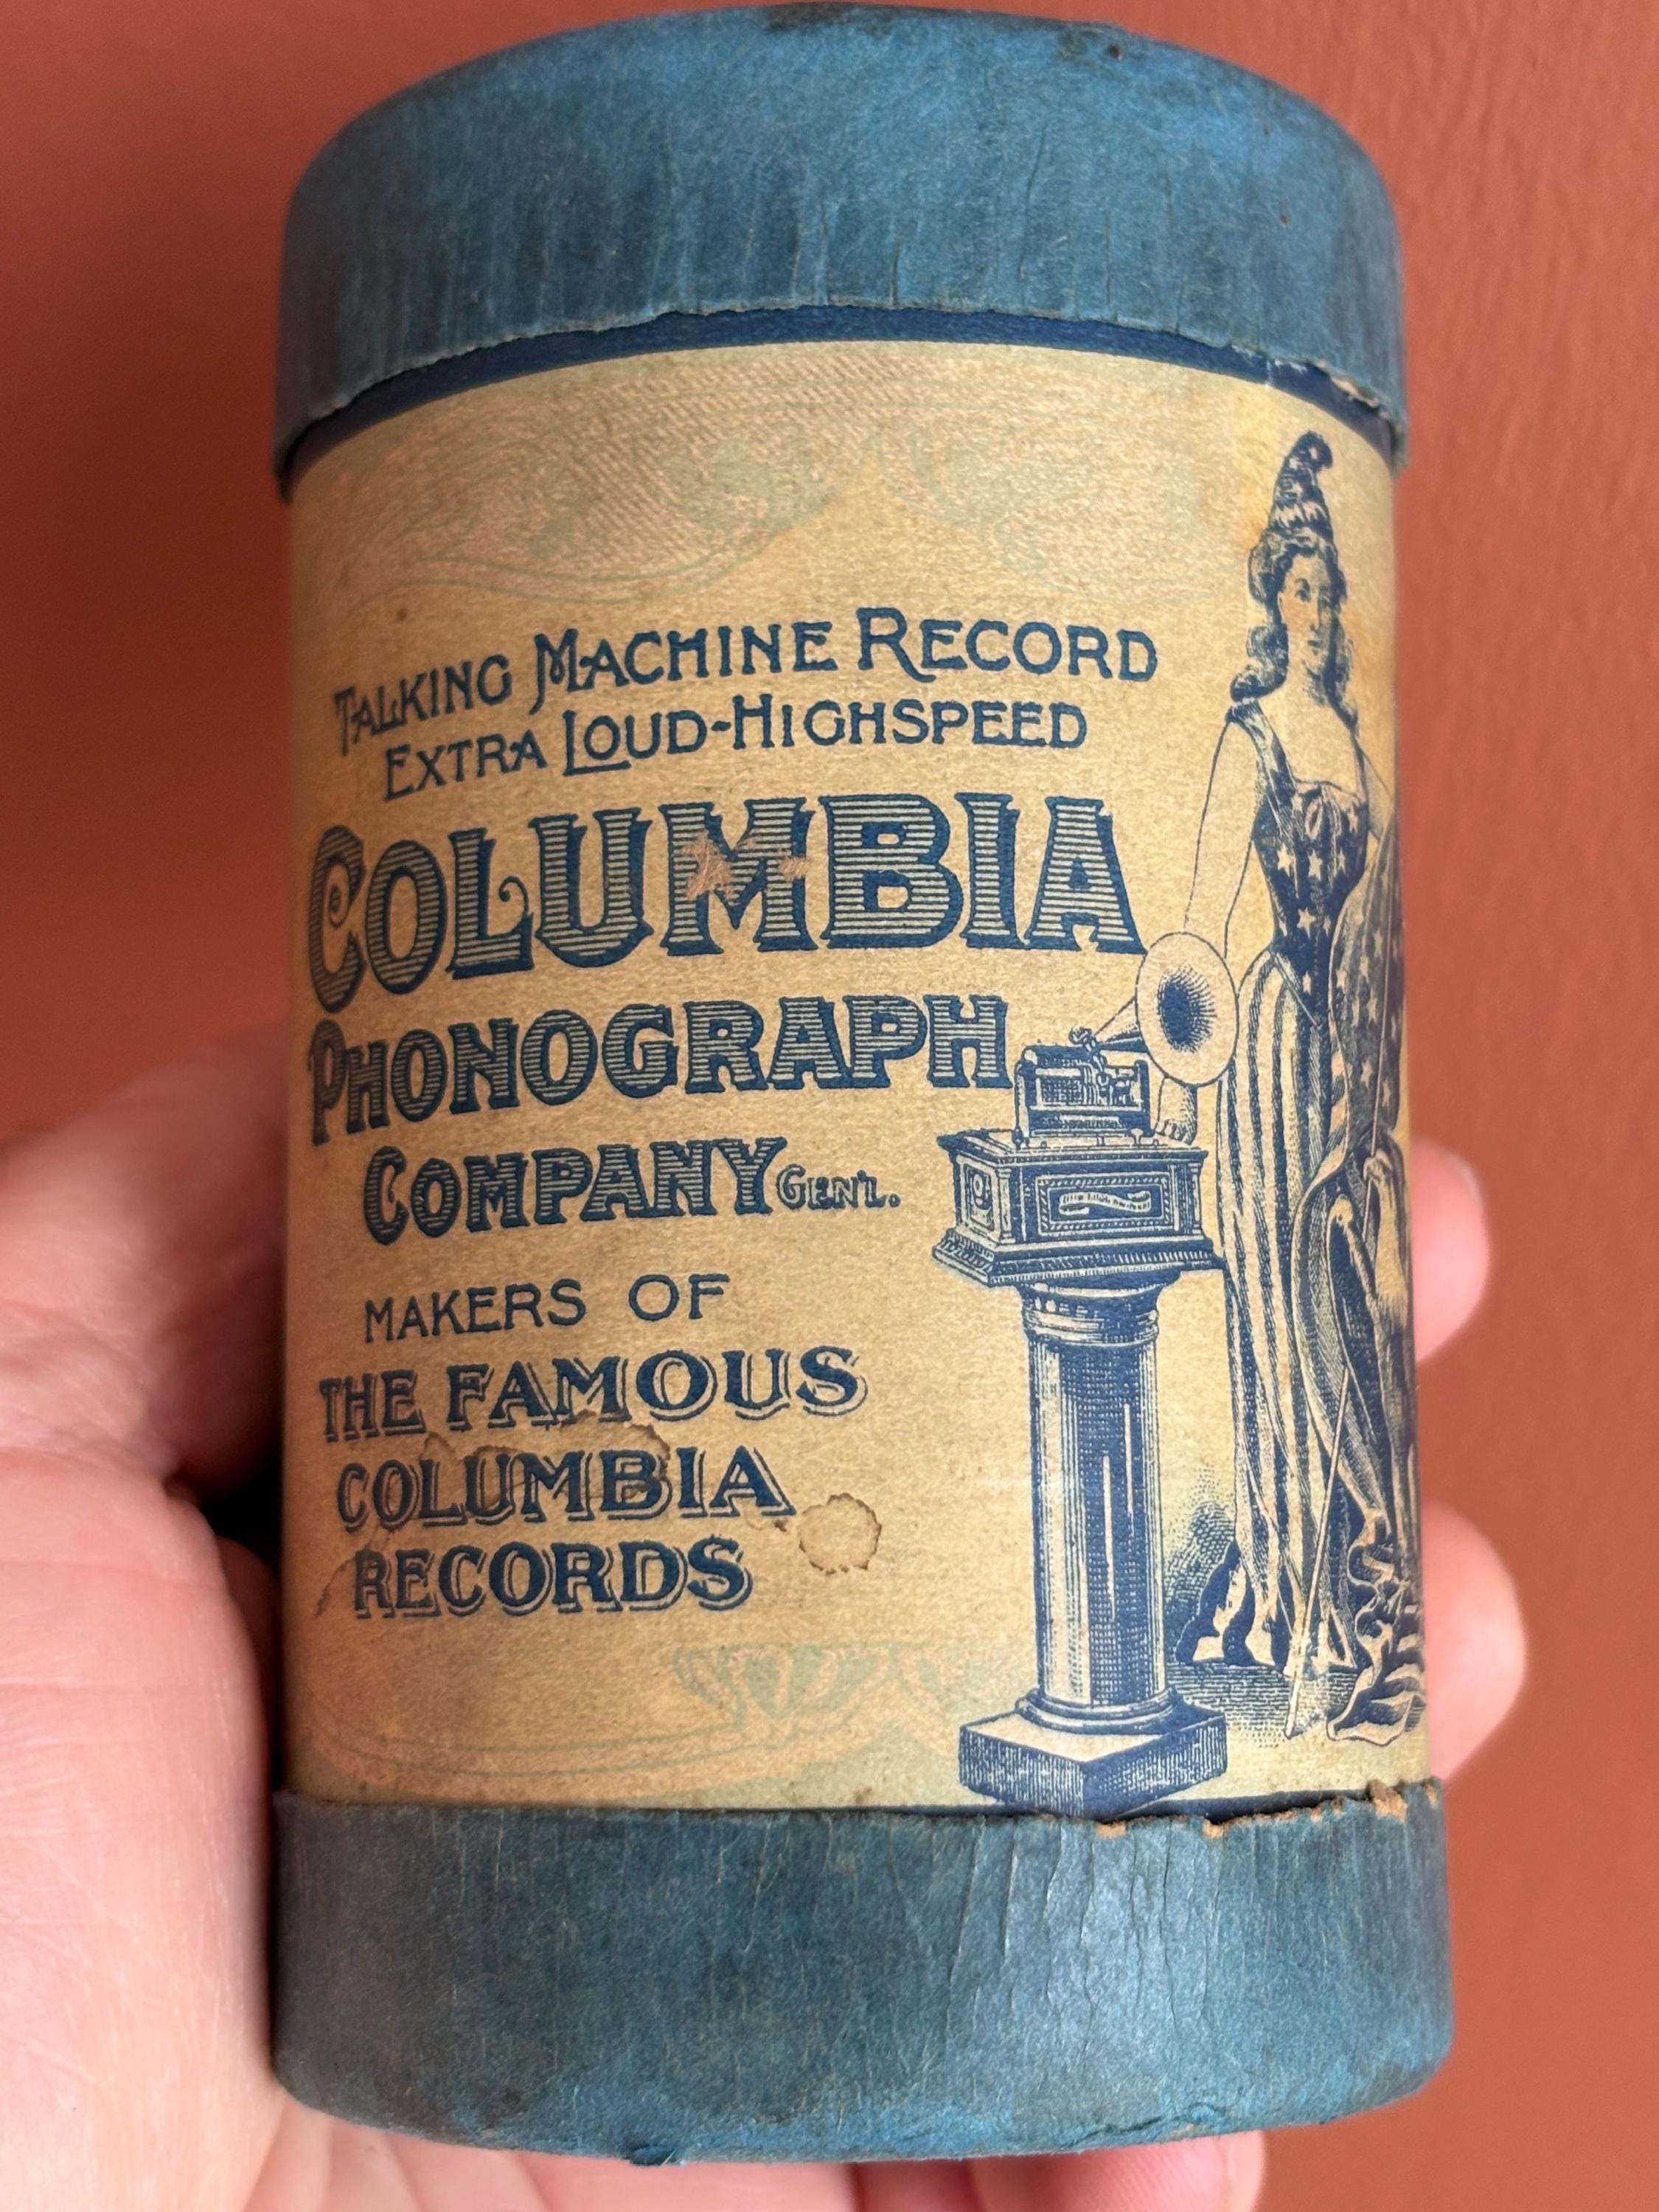 TALKING MACHINE RECORD
EXTRA LOUD-HIGHSPEED
COLUMBIA
PHONOGRAPH
COMPANY GEN'L.
MAKERS OF
THE FAMOUS
COLUMBIA
RECORDS